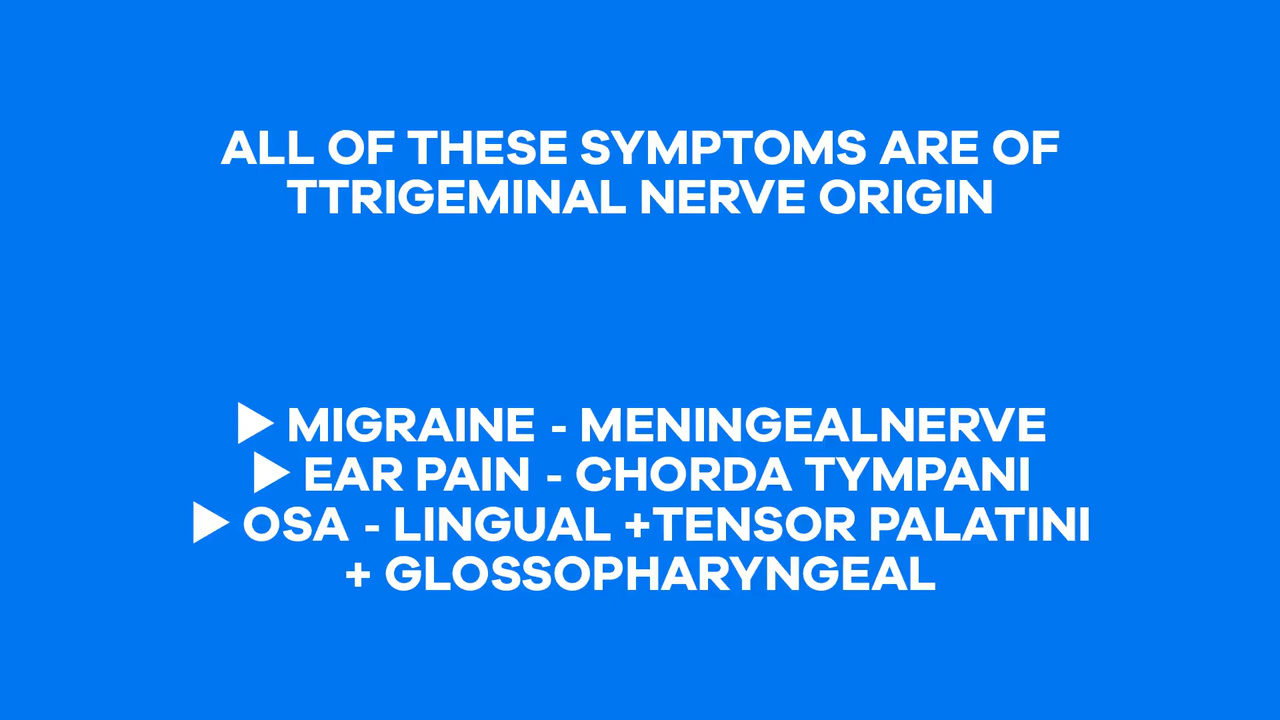 ALL OF THESE SYMPTOMS ARE OF
TTRIGEMINAL NERVE ORIGIN
▶ MIGRAINE - MENINGEALNERVE
▶ EAR PAIN - CHORDA TYMPANI
▶ OSA - LINGUAL +TENSOR PALATINI
+ GLOSSOPHARYNGEAL